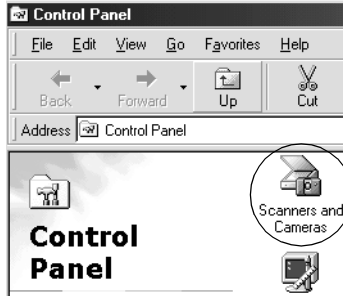 Control Panel
File Edit View Go Favorites Help
Back Forward Up Cut
Address Control Panel
Scanners and
Cameras
Control
Panel